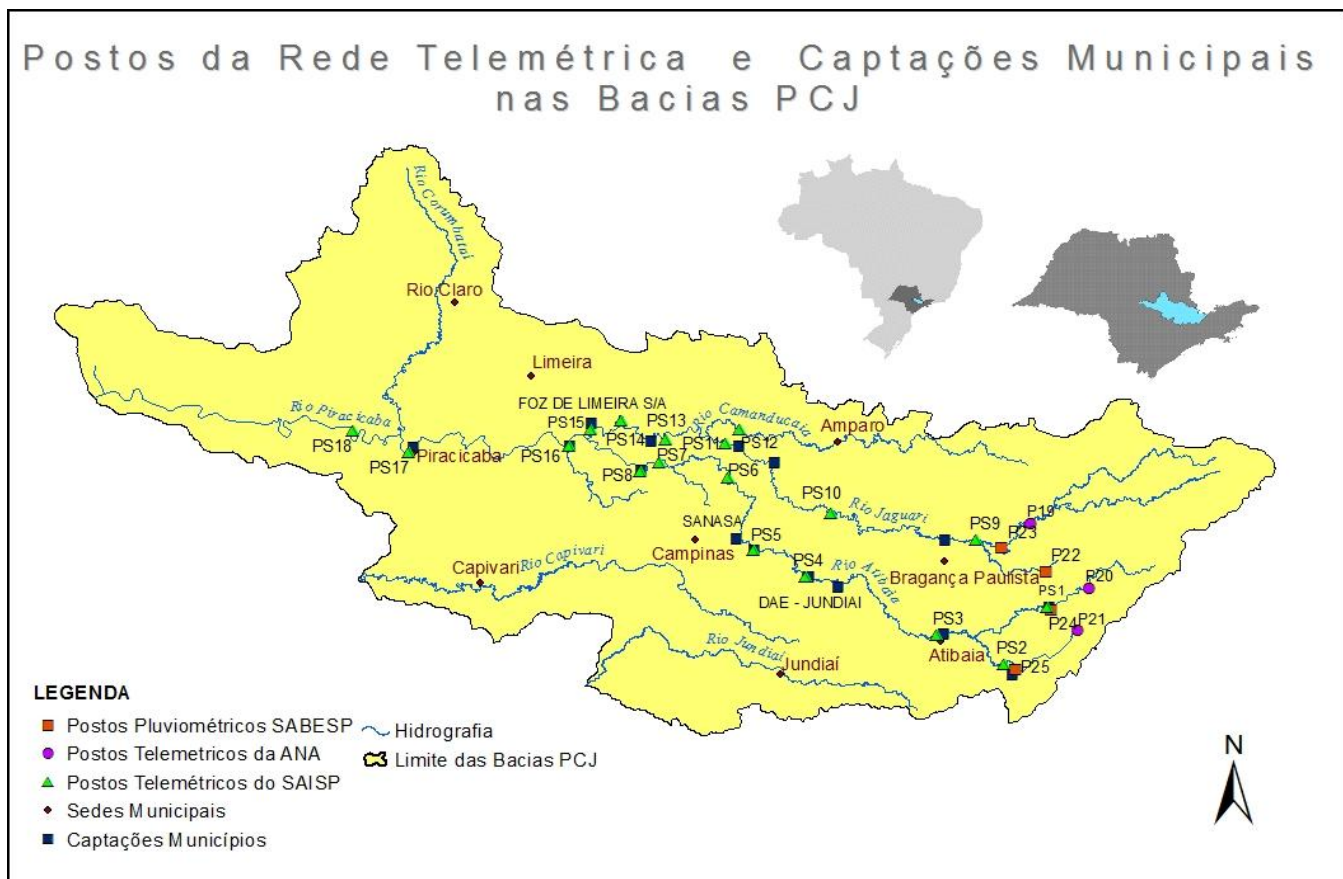 Postos da Rede Telemétrica e Captações Municipais
nas Bacias PCJ
Rio Corumbataí
Rio Claro
Limeira
FOZ DE LIMEIRA S/A
Rio Piracicaba
PS15
PS13
Rio Camanducaia
PS18
PS14
PS11
PS12
Amparo
PS17
Piracicaba
PS16
PS7
PS8
PS6
PS10
Rio Jaguari
P19
SANASA
PS9
P23
Campinas
PS5
Rio Capivari
Capivari
PS4
Rio Atibaia
Bragança Paulista
P22
P20
DAE - JUNDIAI
PS1
P24
P21
PS3
Atibaia
Rio Jundiaí
Jundiaí
PS2
P25
LEGENDA
Postos Pluviométricos SABESP
Postos Telemetricos da ANA
Postos Telemétricos do SAISP
Sedes Municipais
Captações Municípios
Hidrografia
Limite das Bacias PCJ
N